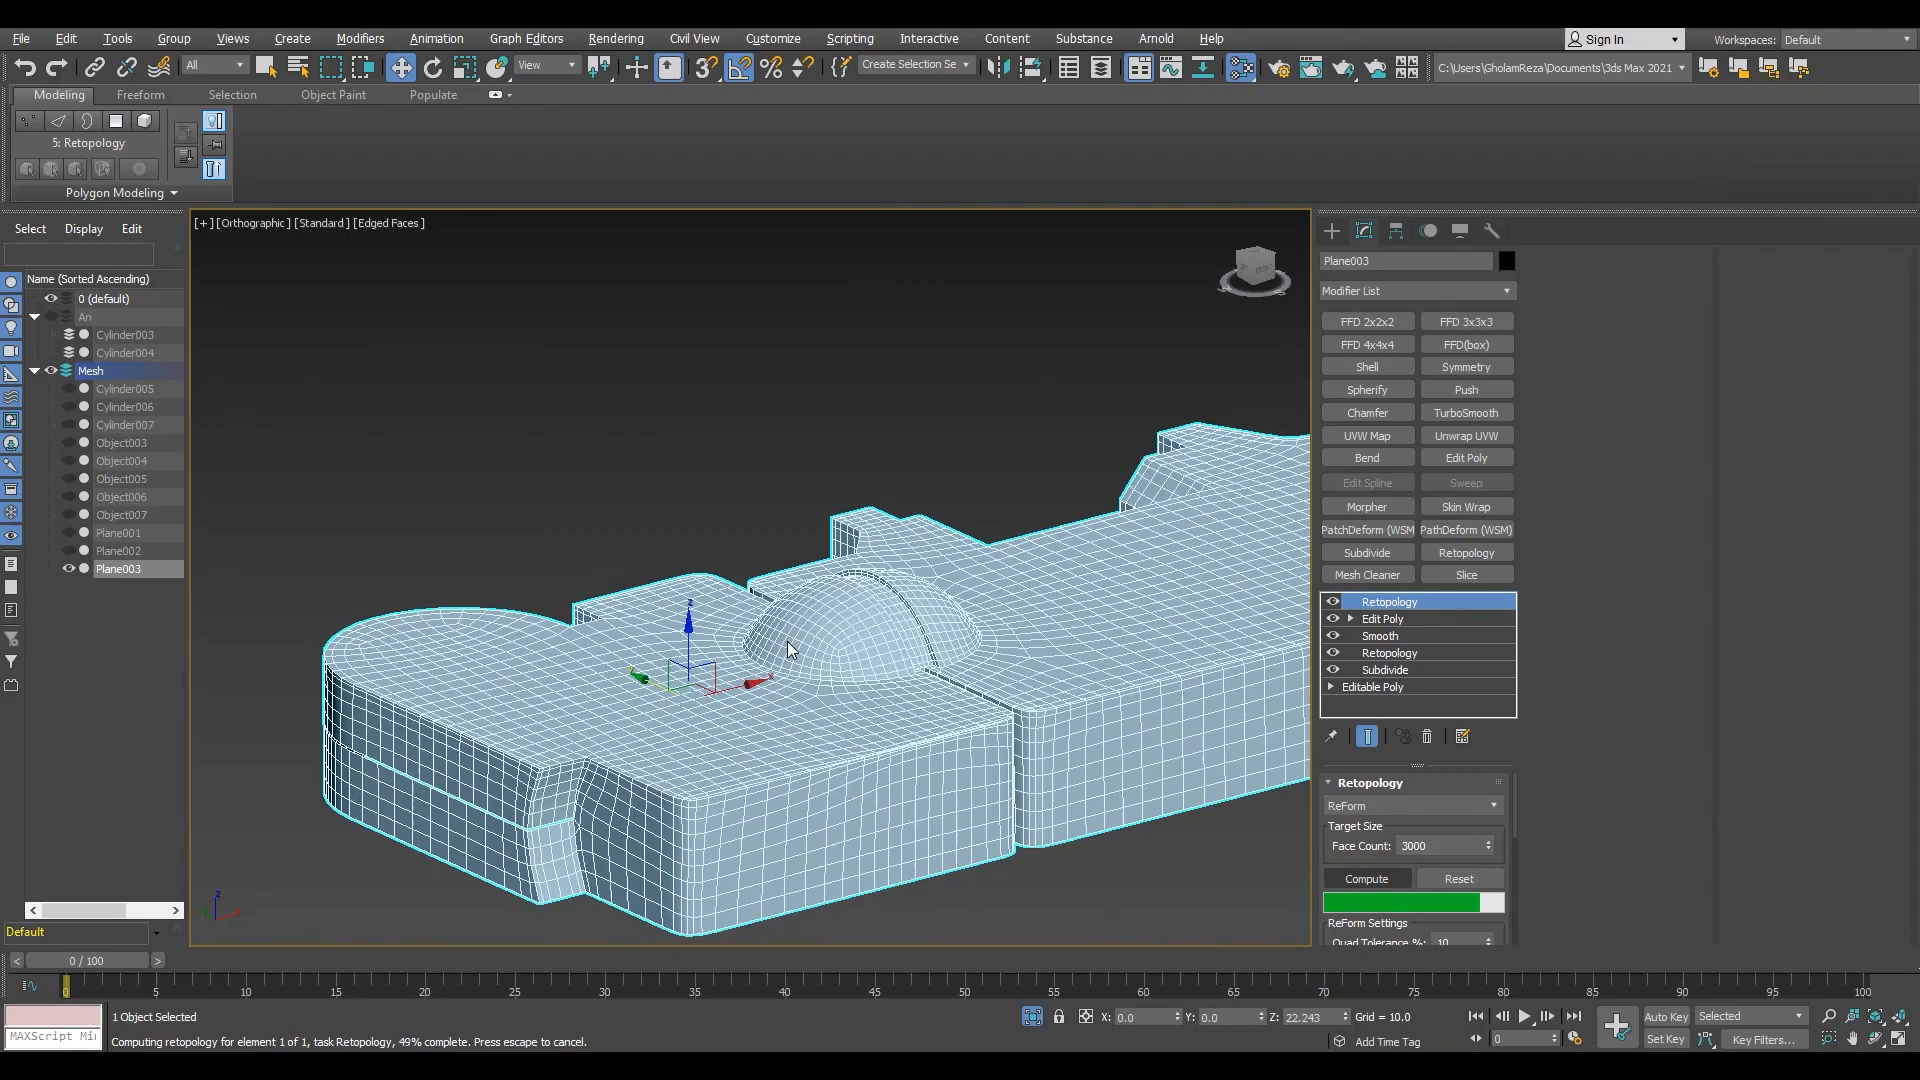 File Edit Tools Group Views Create Modifiers Animation Graph Editors Rendering Civil View Customize Scripting Interactive Content Substance Arnold Help Sign In Workspaces: Default
All View Create Selection Se C:\Users\GholamReza\Documents\3ds Max 2021
Modeling Freeform Selection Object Paint Populate
5: Retopology
Polygon Modeling
Select Display Edit
Name (Sorted Ascending)
0 (default)
An
Cylinder003
Cylinder004
Mesh
Cylinder005
Cylinder006
Cylinder007
Object003
Object004
Object005
Object006
Object007
Plane001
Plane002
Plane003
Default
[+] [Orthographic] [Standard] [Edged Faces]
z
x
z
Plane003
Modifier List
FFD 2x2x2 FFD 3x3x3
FFD 4x4x4 FFD(box)
Shell Symmetry
Spherify Push
Chamfer TurboSmooth
UVW Map Unwrap UVW
Bend Edit Poly
Edit Spline Sweep
Morpher Skin Wrap
PatchDeform (WSM PathDeform (WSM)
Subdivide Retopology
Mesh Cleaner Slice
Retopology
Edit Poly
Smooth
Retopology
Subdivide
Editable Poly
Retopology
ReForm
Target Size
Face Count: 3000
Compute Reset
ReForm Settings
Quad Tolerance %: 10
< 0 / 100 >
0 5 10 15 20 25 30 35 40 45 50 55 60 65 70 75 80 85 90 95 100
1 Object Selected X: 0.0 Y: 0.0 Z: 22.243 Grid = 10.0 Auto Key Selected
MAXScript Mi Computing retopology for element 1 of 1, task Retopology, 49% complete. Press escape to cancel. Add Time Tag 0 Set Key Key Filters...